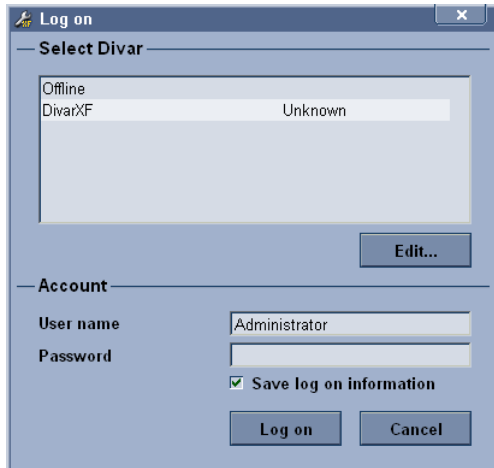 Log on
Select Divar
Offline
DivarXF Unknown
Edit...
Account
User name Administrator
Password
Save log on information
Log on Cancel